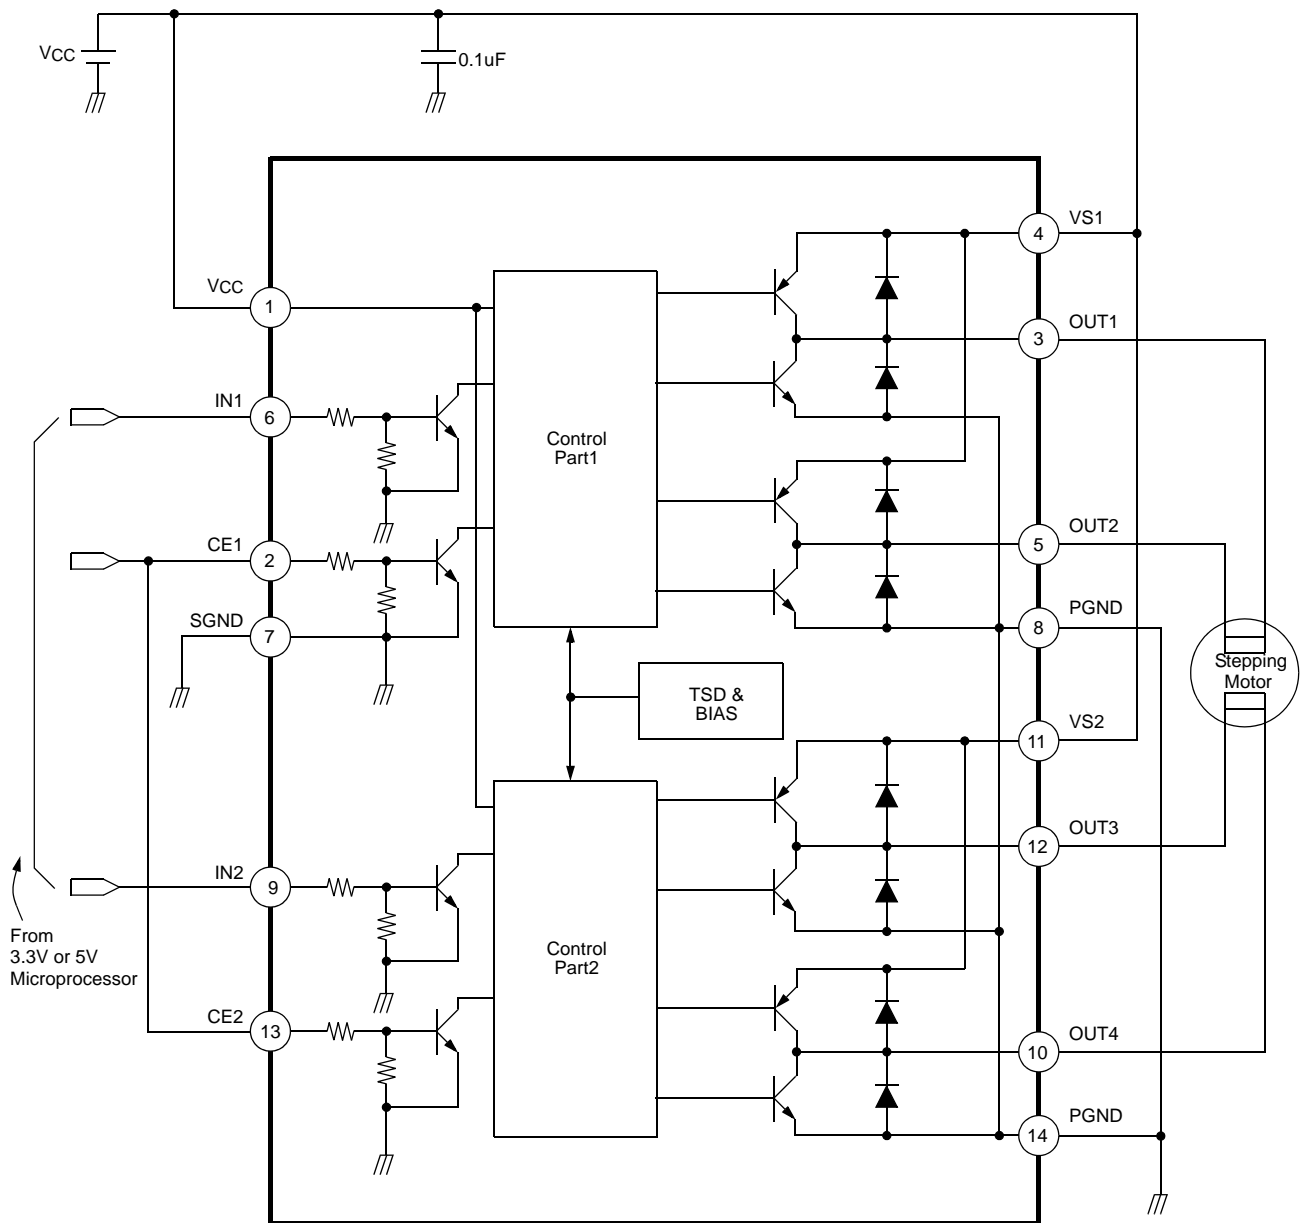 VCC
0.1uF
VS1
4
VCC
1
OUT1
3
IN1
6
Control
Part1
CE1
2
OUT2
5
SGND
7
PGND
8
Stepping
Motor
TSD &
BIAS
VS2
11
OUT3
12
IN2
9
From
3.3V or 5V
Microprocessor
Control
Part2
CE2
13
OUT4
10
PGND
14